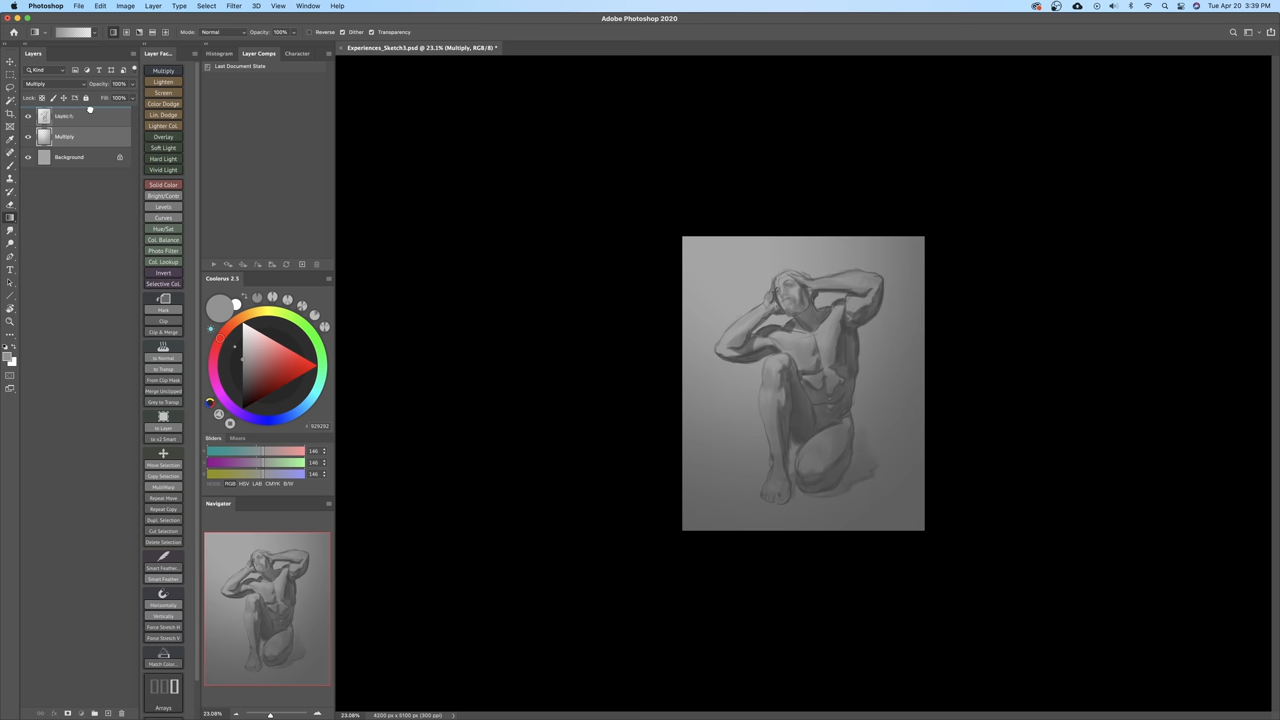 Photoshop File Edit Image Layer Type Select Filter 3D View Window Help Tue Apr 20 3:39 PM
Adobe Photoshop 2020
Mode: Normal Opacity: 100% Reverse Dither Transparency
Layers
Kind
Multiply Opacity: 100%
Lock: Fill: 100%
Multiply
Background
Layer Fac...
Multiply
Lighten
Screen
Color Dodge
Lin. Dodge
Lighter Col.
Overlay
Soft Light
Hard Light
Vivid Light
Solid Color
Bright/Contr
Levels
Curves
Hue/Sat
Col. Balance
Photo Filter
Col. Lookup
Invert
Selective Col.
Mask
Clip
Clip & Merge
to Normal
to Transp
From Clip Mask
Merge Unclipped
Grey to Transp
to Layer
to x2 Smart
Move Selection
Copy Selection
MultiWarp
Repeat Move
Repeat Copy
Dupl. Selection
Cut Selection
Delete Selection
Smart Feather...
Smart Feather
Horizontally
Vertically
Force Stretch H
Force Stretch V
Match Color...
Arrays
Histogram Layer Comps Character
Last Document State
Coolorus 2.5
# 929292
Sliders Mixers
146
146
146
MODE RGB HSV LAB CMYK B/W
Navigator
23.08%
Experiences_Sketch3.psd @ 23.1% (Multiply, RGB/8) *
23.08% 4200 px x 5100 px (300 ppi)